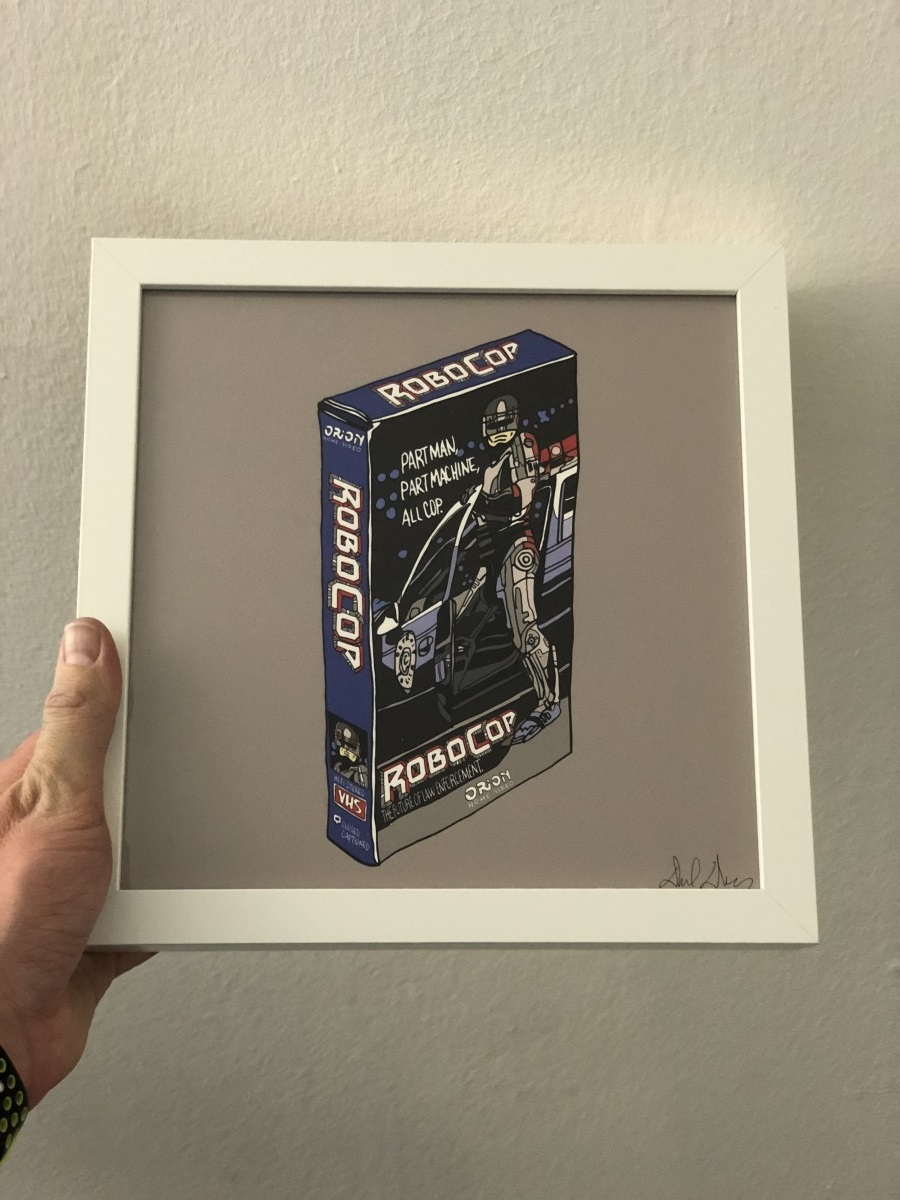 ROBOCOP
ORION
HOME VIDEO
ROBOCOP
VHS
CLOSED
CAPTIONED
PART MAN,
PART MACHINE,
ALL COP.
ROBOCOP
THE FUTURE OF LAW ENFORCEMENT.
ORION
HOME VIDEO